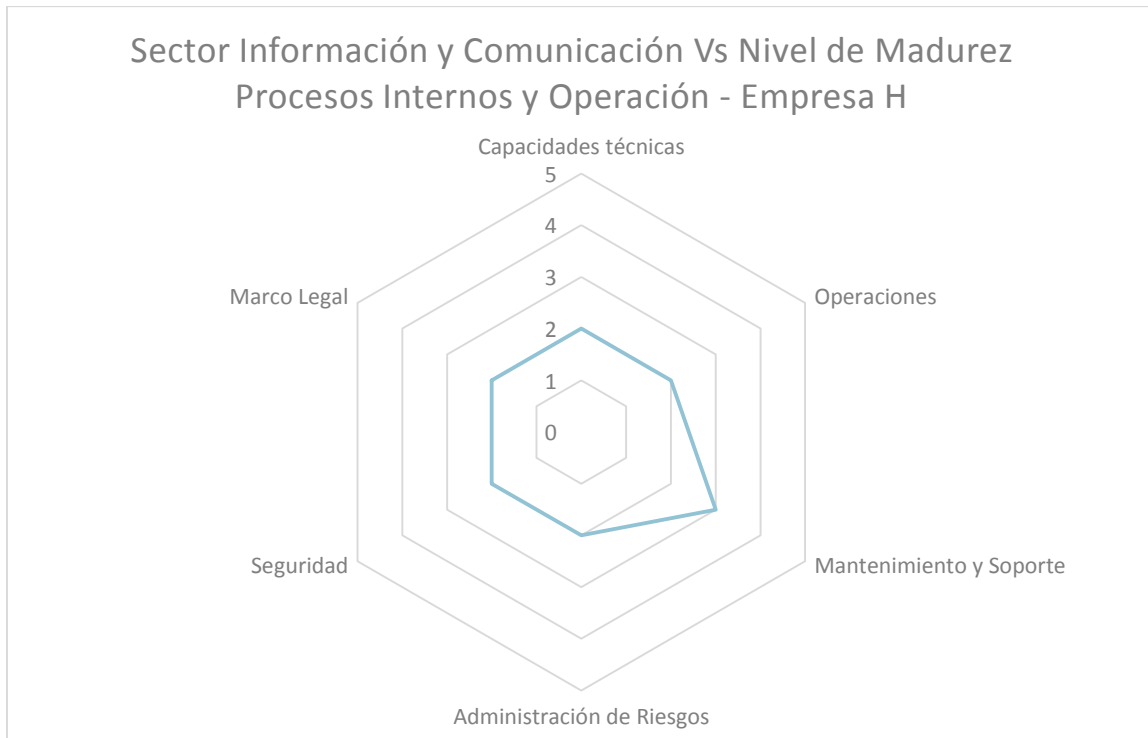 Sector Información y Comunicación Vs Nivel de Madurez
Procesos Internos y Operación - Empresa H
Capacidades técnicas
5
4
3
2
1
0
Marco Legal
Operaciones
Seguridad
Mantenimiento y Soporte
Administración de Riesgos